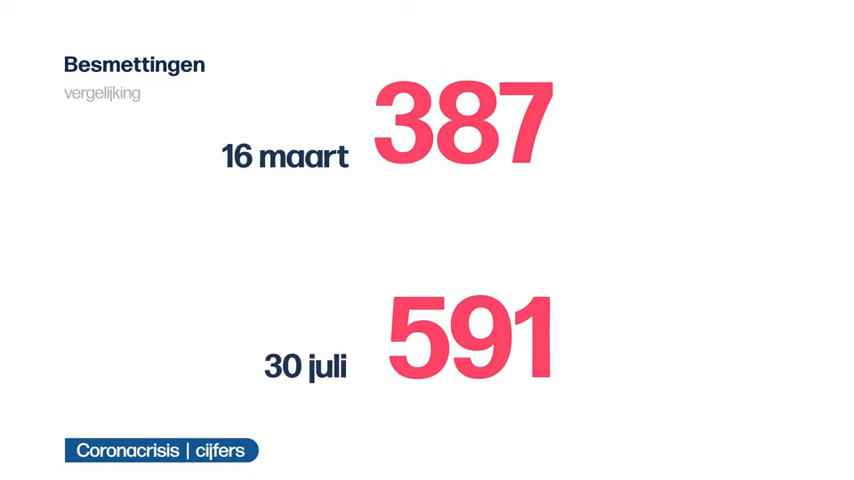 Besmettingen
vergelijking
16 maart 387
30 juli 591
Coronacrisis | cijfers